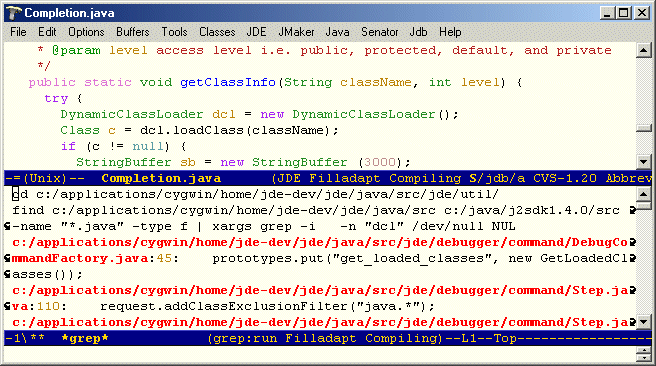 Completion.java
File Edit Options Buffers Tools Classes JDE JMaker Java Senator Jdb Help
* @param level access level i.e. public, protected, default, and private
*/
public static void getClassInfo(String className, int level) {
try {
DynamicClassLoader dcl = new DynamicClassLoader();
Class c = dcl.loadClass(className);
if (c != null) {
StringBuffer sb = new StringBuffer (3000);
-=(Unix)-- Completion.java (JDE Filladapt Compiling S/jdb/a CVS-1.20 Abbrev
cd c:/applications/cygwin/home/jde-dev/jde/java/src/jde/util/
find c:/applications/cygwin/home/jde-dev/jde/java/src c:/java/j2sdk1.4.0/src
-name "*.java" -type f | xargs grep -i -n "dcl" /dev/null NUL
c:/applications/cygwin/home/jde-dev/jde/java/src/jde/debugger/command/DebugCo
mmandFactory.java:45: prototypes.put("get_loaded_classes", new GetLoadedCl
asses());
c:/applications/cygwin/home/jde-dev/jde/java/src/jde/debugger/command/Step.ja
va:110: request.addClassExclusionFilter("java.*");
c:/applications/cygwin/home/jde-dev/jde/java/src/jde/debugger/command/Step.ja
-1\** *grep* (grep:run Filladapt Compiling)--L1--Top-----------------